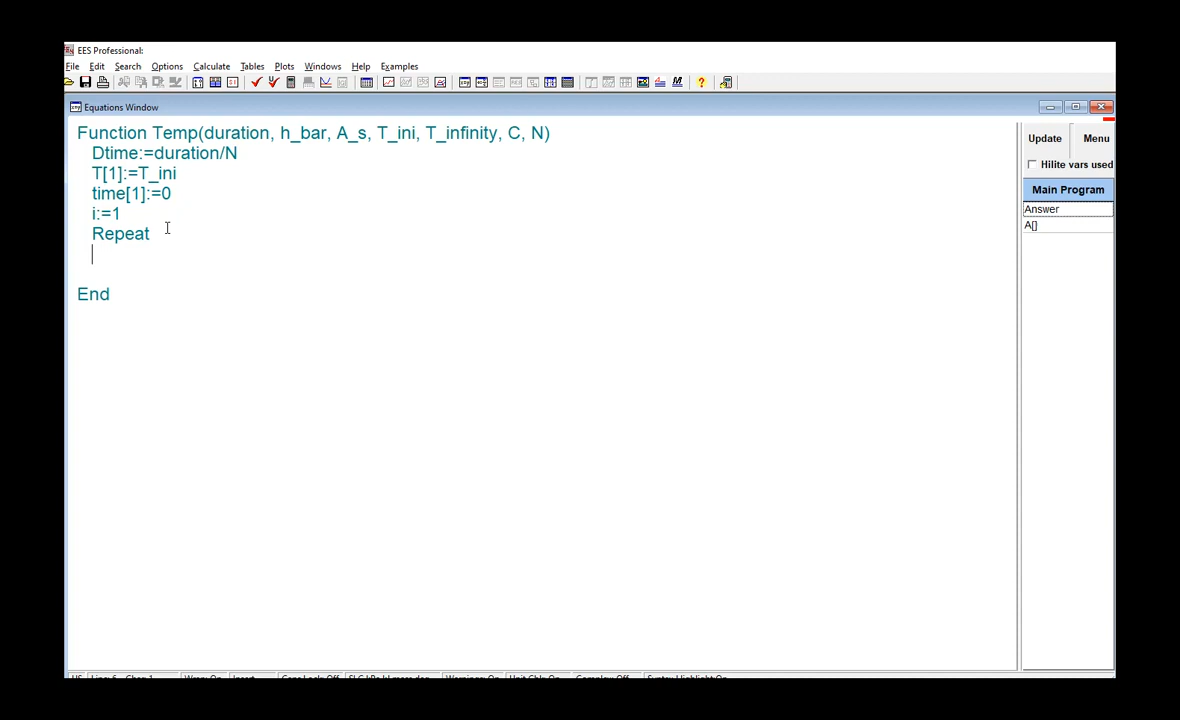 EES Professional:
File Edit Search Options Calculate Tables Plots Windows Help Examples
Equations Window
Function Temp(duration, h_bar, A_s, T_ini, T_infinity, C, N)
Dtime:=duration/N
T[1]:=T_ini
time[1]:=0
i:=1
Repeat
End
Update Menu
Hilite vars used
Main Program
Answer
A[]